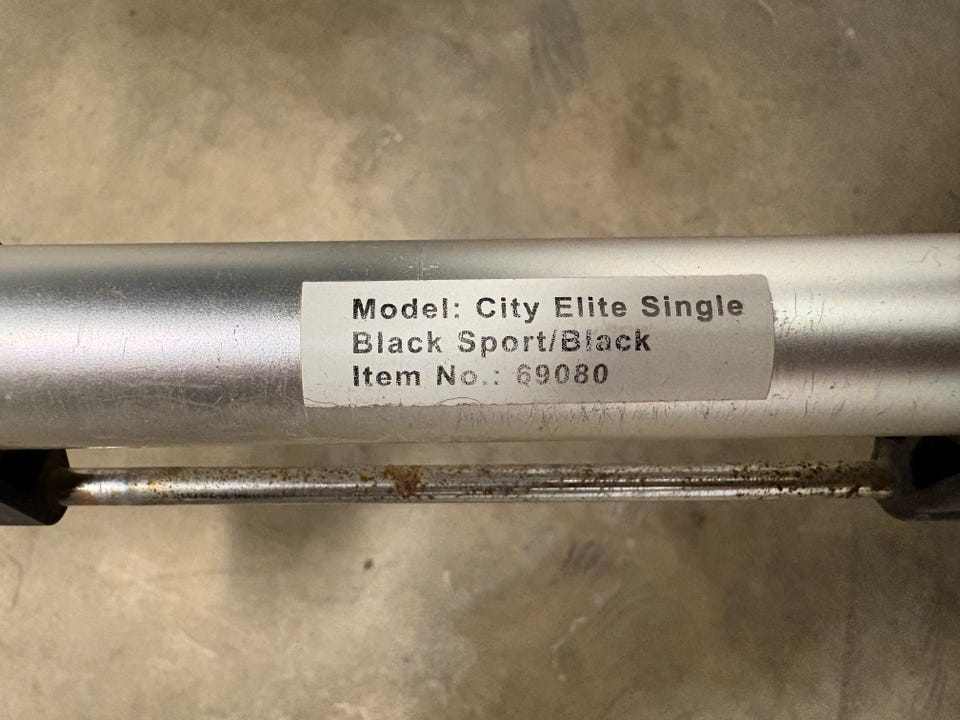 Model: City Elite Single
Black Sport/Black
Item No.: 69080